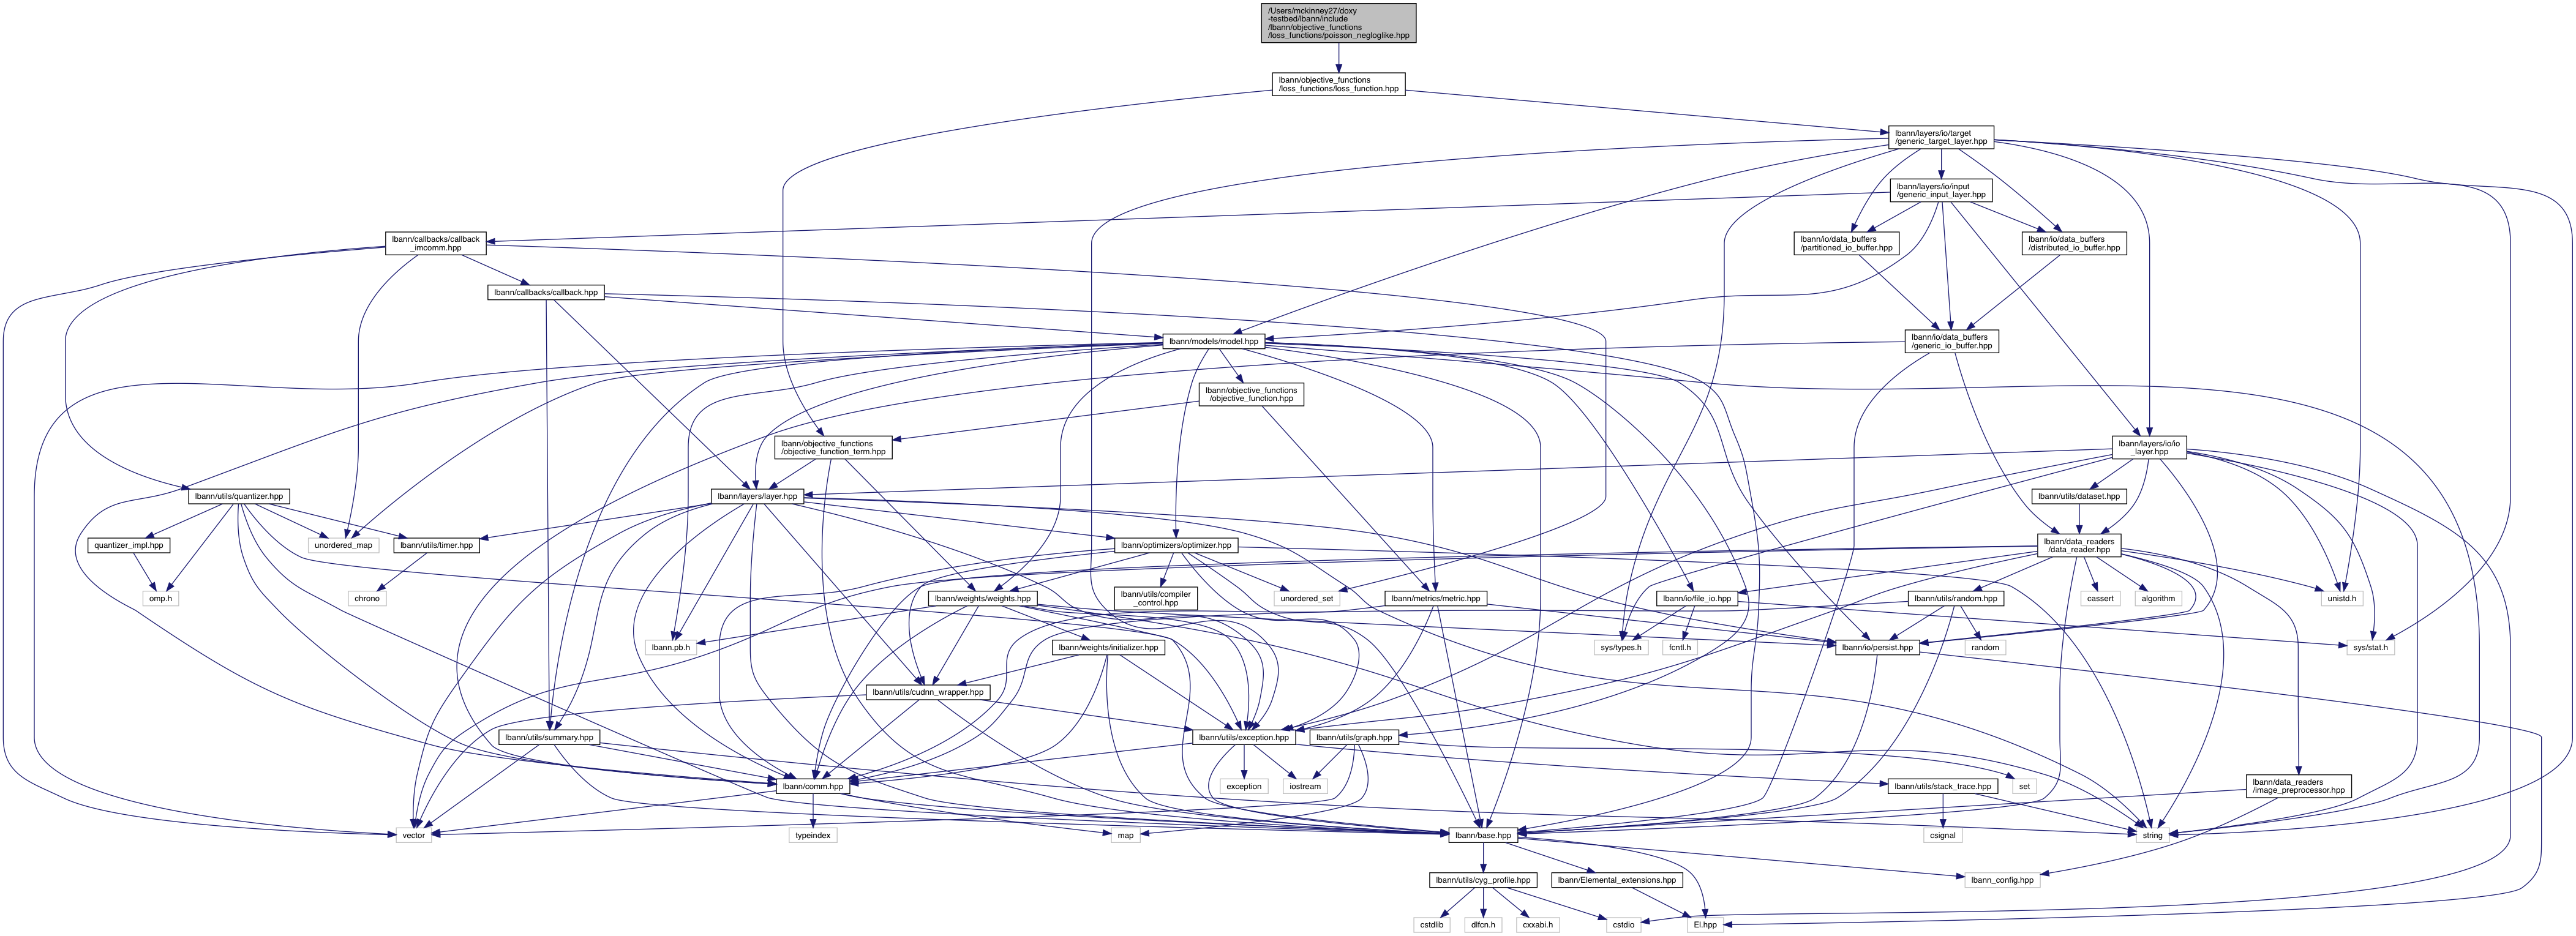 /Users/mckinney27/doxy
-testbed/lbann/include
/lbann/objective_functions
/loss_functions/poisson_negloglike.hpp
lbann/objective_functions
/loss_functions/loss_function.hpp
lbann/layers/io/target
/generic_target_layer.hpp
lbann/layers/io/input
/generic_input_layer.hpp
lbann/callbacks/callback
_imcomm.hpp
lbann/io/data_buffers
/partitioned_io_buffer.hpp
lbann/io/data_buffers
/distributed_io_buffer.hpp
lbann/callbacks/callback.hpp
lbann/models/model.hpp
lbann/io/data_buffers
/generic_io_buffer.hpp
lbann/objective_functions
/objective_function.hpp
lbann/objective_functions
/objective_function_term.hpp
lbann/layers/io/io
_layer.hpp
lbann/utils/quantizer.hpp
lbann/layers/layer.hpp
lbann/utils/dataset.hpp
quantizer_impl.hpp
unordered_map
lbann/utils/timer.hpp
lbann/optimizers/optimizer.hpp
lbann/data_readers
/data_reader.hpp
omp.h
chrono
lbann/weights/weights.hpp
lbann/utils/compiler
_control.hpp
unordered_set
lbann/metrics/metric.hpp
lbann/io/file_io.hpp
lbann/utils/random.hpp
cassert
algorithm
unistd.h
lbann.pb.h
lbann/weights/initializer.hpp
sys/types.h
fcntl.h
lbann/io/persist.hpp
random
sys/stat.h
lbann/utils/cudnn_wrapper.hpp
lbann/utils/summary.hpp
lbann/utils/exception.hpp
lbann/utils/graph.hpp
lbann/comm.hpp
exception
iostream
lbann/utils/stack_trace.hpp
set
lbann/data_readers
/image_preprocessor.hpp
vector
typeindex
map
lbann/base.hpp
csignal
string
lbann/utils/cyg_profile.hpp
lbann/Elemental_extensions.hpp
lbann_config.hpp
cstdlib
dlfcn.h
cxxabi.h
cstdio
El.hpp